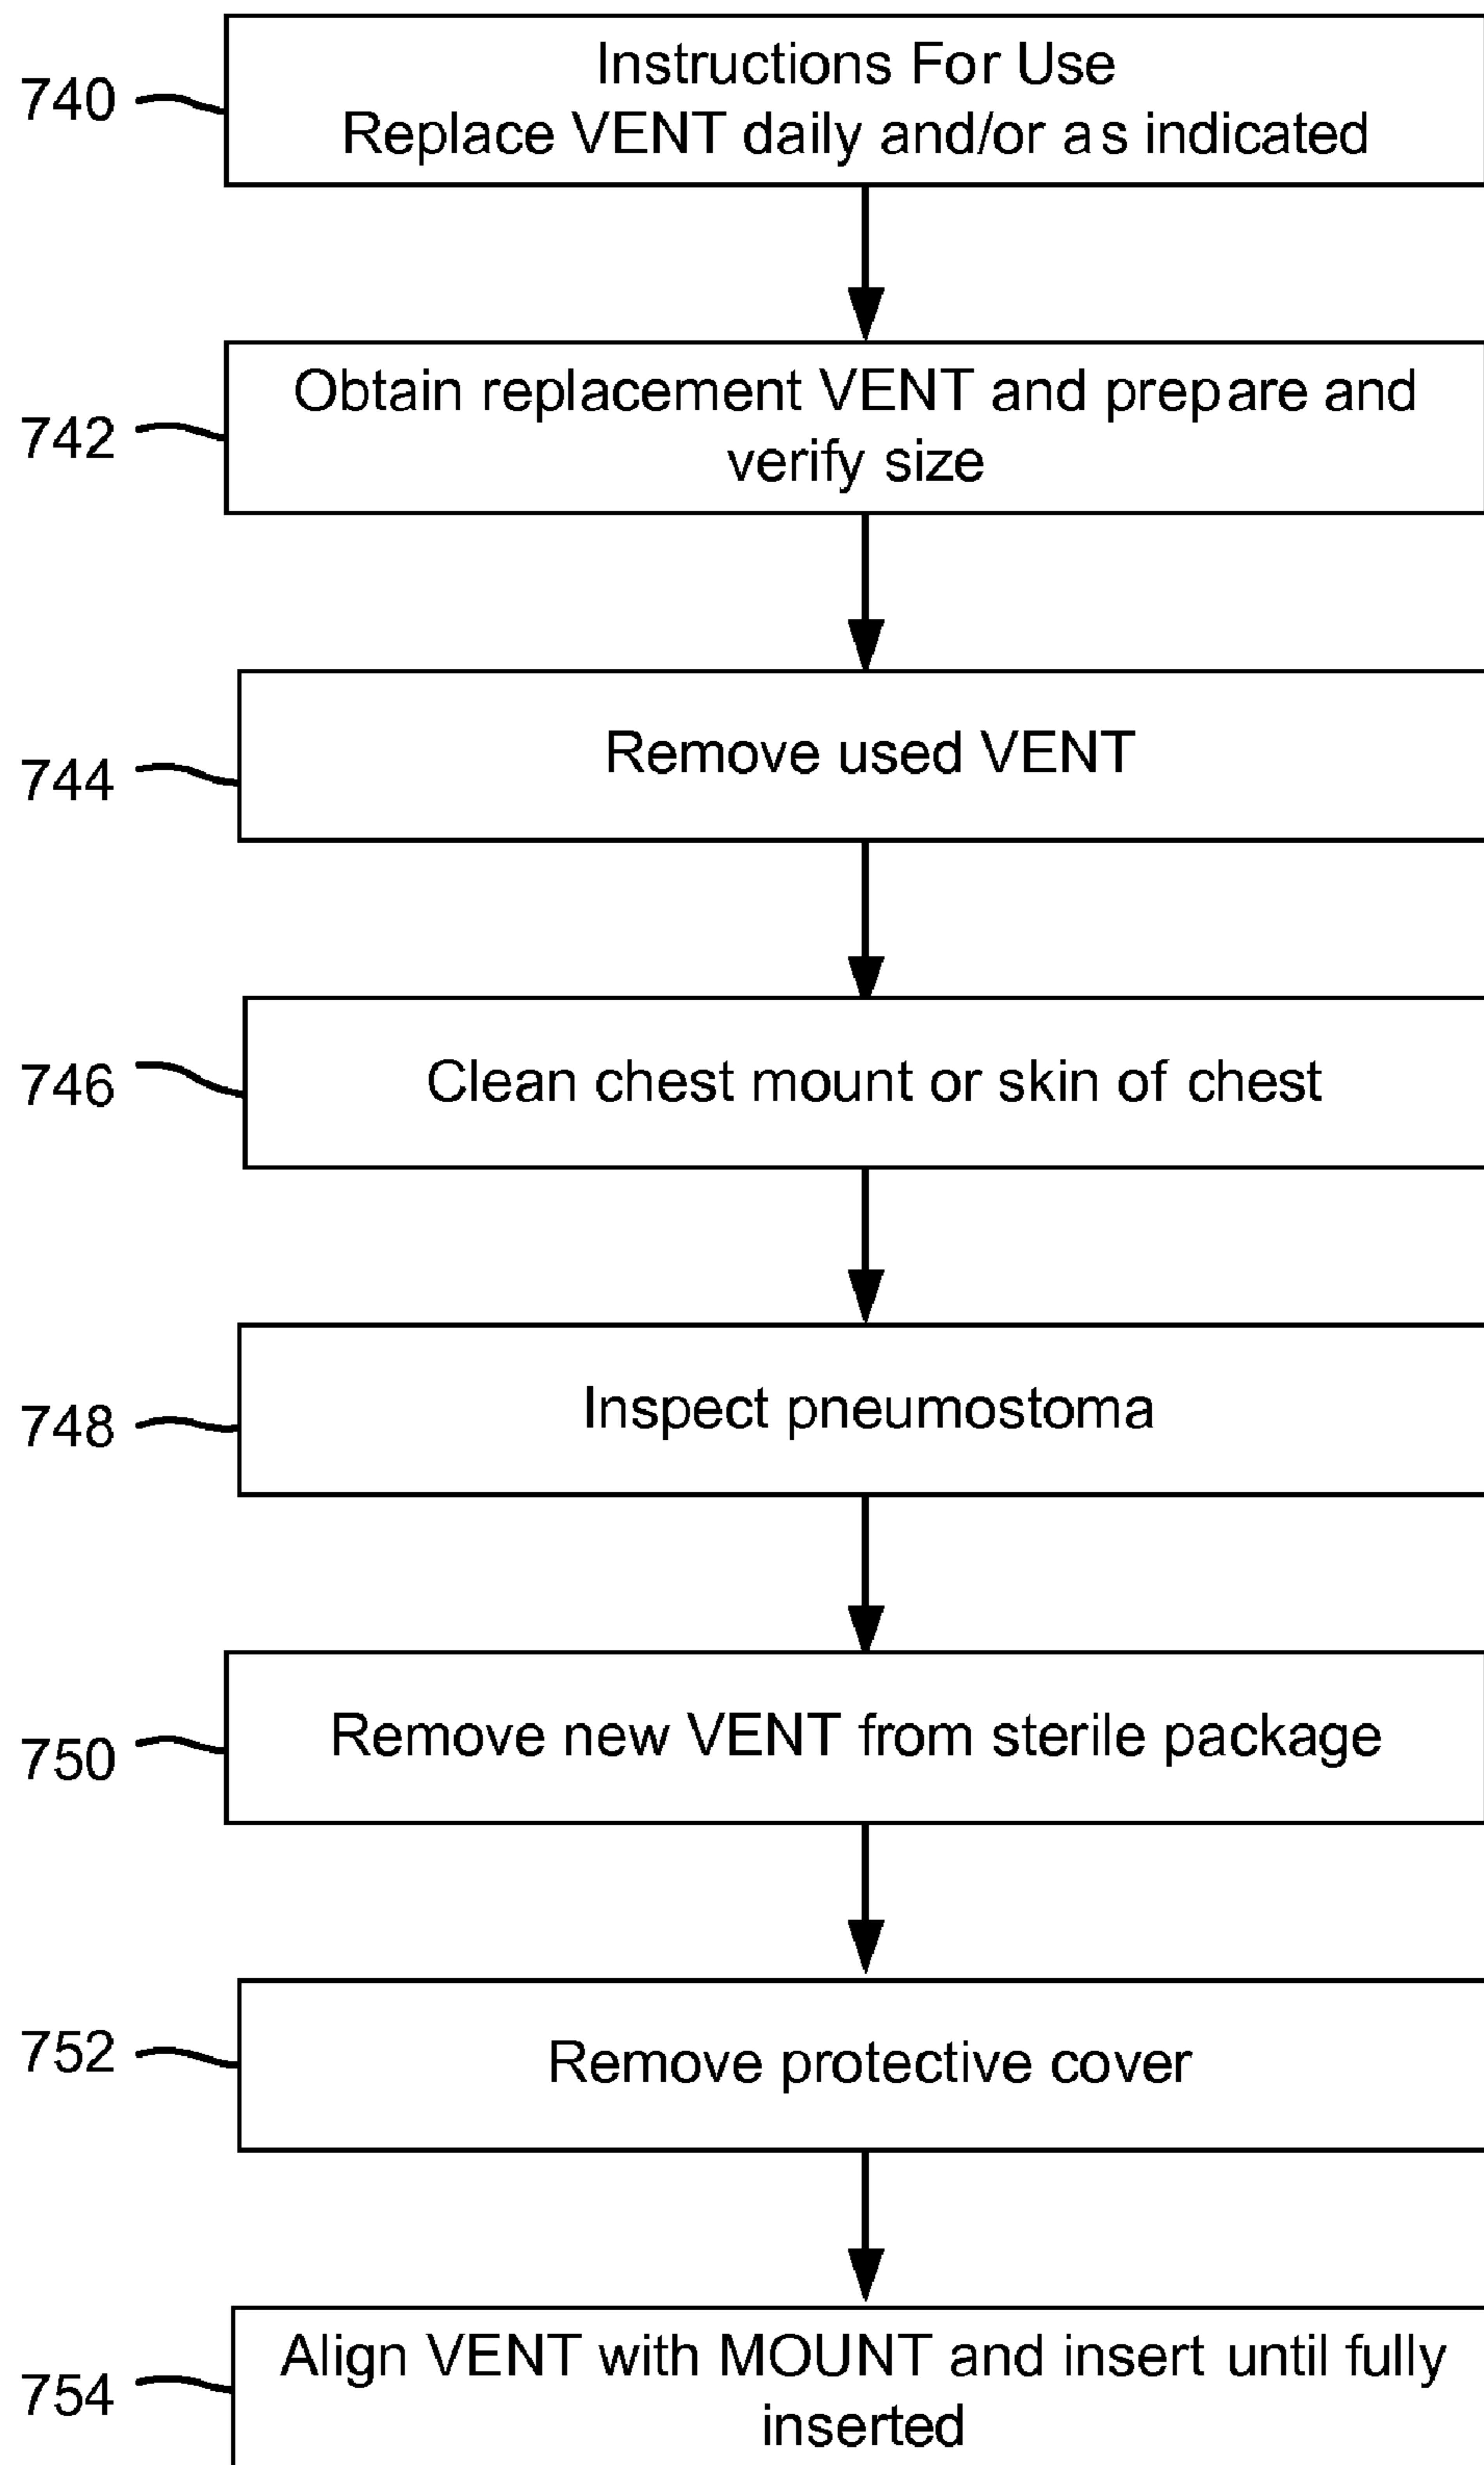 740
Instructions For Use
Replace VENT daily and/or as indicated
742
Obtain replacement VENT and prepare and
verify size
744
Remove used VENT
746
Clean chest mount or skin of chest
748
Inspect pneumostoma
750
Remove new VENT from sterile package
752
Remove protective cover
754
Align VENT with MOUNT and insert until fully
inserted